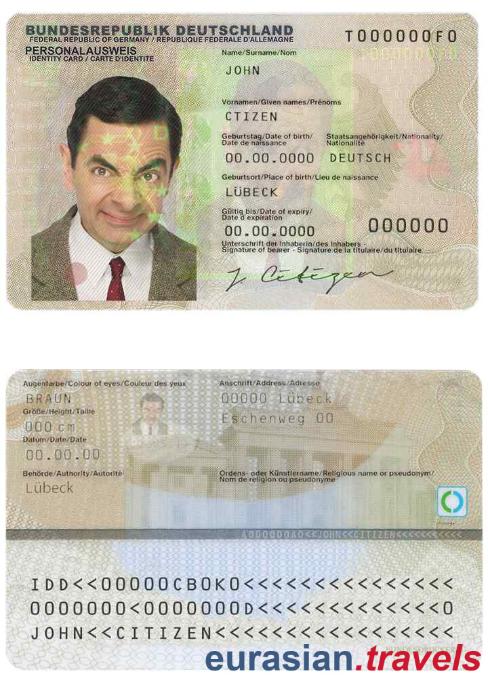 BUNDESREPUBLIK DEUTSCHLAND
FEDERAL REPUBLIC OF GERMANY / REPUBLIQUE FEDERALE D'ALLEMAGNE
PERSONALAUSWEIS
IDENTITY CARD / CARTE D'IDENTITE
T000000F0
Name/Surname/Nom
JOHN
Vornamen/Given names/Prénoms
CTIZEN
Geburtstag/Date of birth/
Date de naissance
Staatsangehörigkeit/Nationality/
Nationalité
00.00.0000 DEUTSCH
Geburtsort/Place of birth/Lieu de naissance
LÜBECK
Gültig bis/Date of expiry/
Date d'expiration
00.00.0000
000000
Unterschrift der Inhaberin/des Inhabers -
Signature of bearer - Signature de la titulaire/du titulaire
J. Citizen
Augenfarbe/Colour of eyes/Couleur des yeux
BRAUN
Größe/Height/Taille
000 cm
Datum/Date/Date
00.00.00
Behörde/Authority/Autorité
Lübeck
Anschrift/Address/Adresse
00000 Lübeck
Eschenweg 00
Ordens- oder Künstlername/Religious name or pseudonym/
Nom de religion ou pseudonyme
IDD<<00000CBOKO<<<<<<<<<<<<<<<
0000000<0000000D<<<<<<<<<<<<<0
JOHN<<CITIZEN<<<<<<<<<<<<<<<<<
eurasian.travels